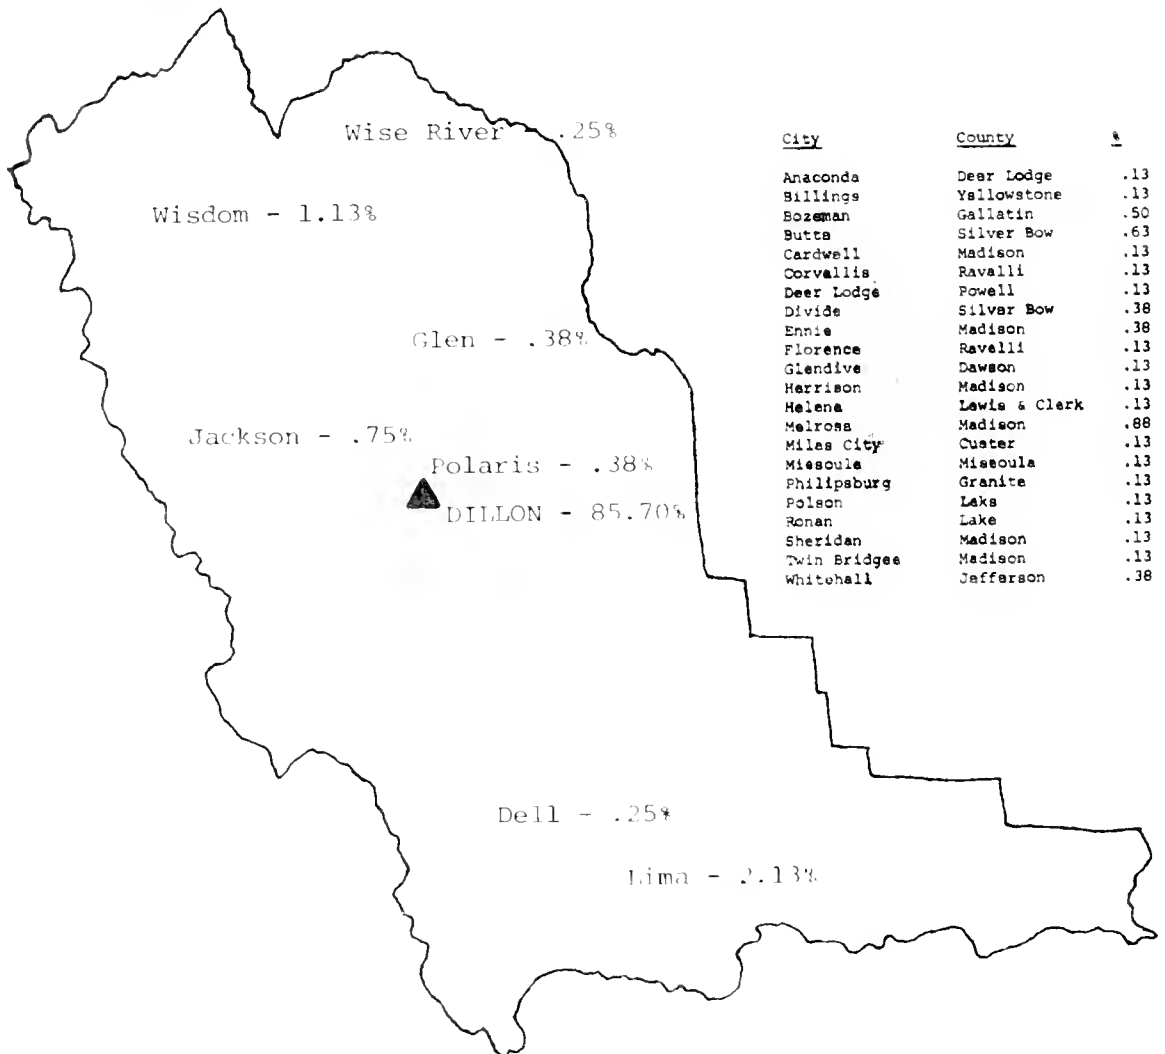 Wise River - .25%
Wisdom - 1.13%
Glen - .38%
Jackson - .75%
Polaris - .38%
DILLON - 85.70%
Dell - .25%
Lima - 2.13%
City County %
Anaconda Deer Lodge .13
Billings Yellowstone .13
Bozeman Gallatin .50
Butte Silver Bow .63
Cardwell Madison .13
Corvallis Ravalli .13
Deer Lodge Powell .13
Divide Silver Bow .38
Ennis Madison .38
Florence Ravalli .13
Glendive Dawson .13
Harrison Madison .13
Helena Lewis & Clark .13
Melrose Madison .88
Miles City Custer .13
Missoula Missoula .13
Philipsburg Granite .13
Polson Lake .13
Ronan Lake .13
Sheridan Madison .13
Twin Bridges Madison .13
Whitehall Jefferson .38